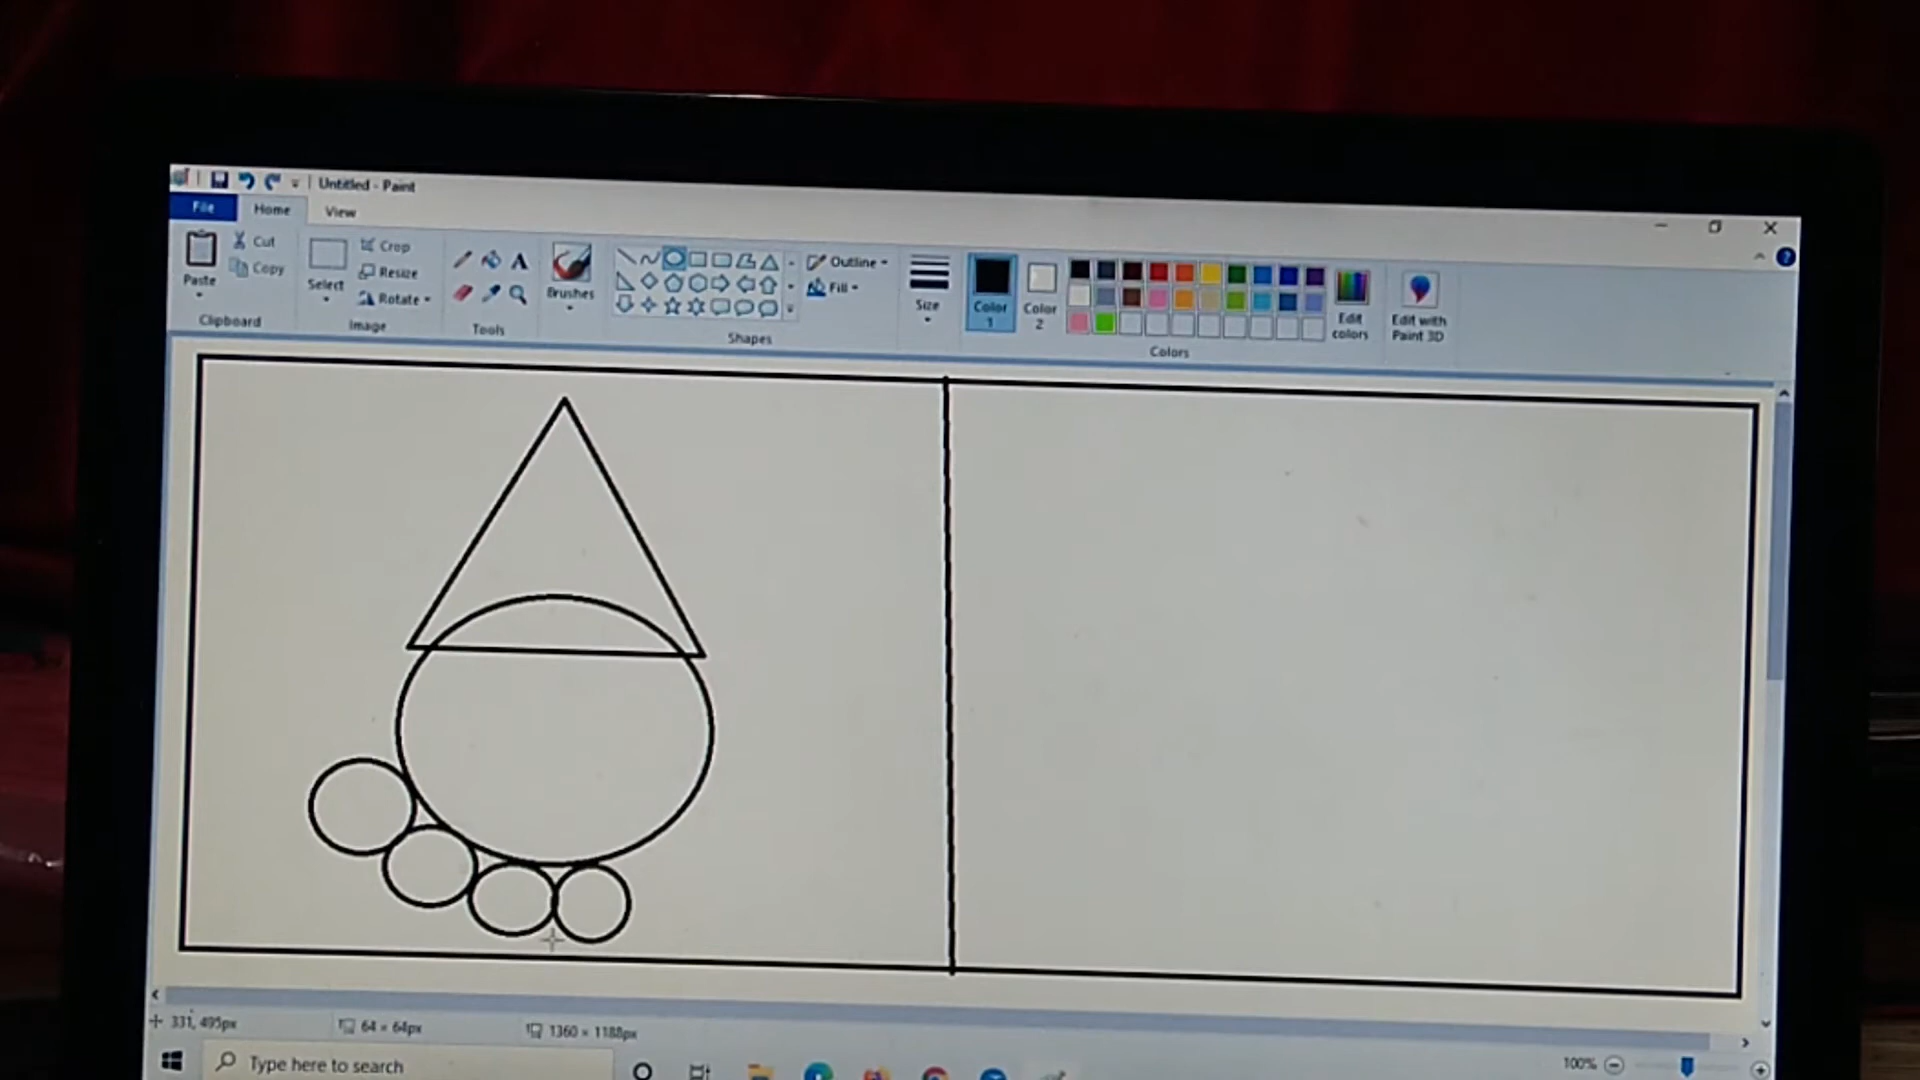 Untitled - Paint
File Home View
Paste
Cut
Copy
Clipboard
Select
Crop
Resize
Rotate
Image
A
Tools
Brushes
Shapes
Outline
Fill
Size
Color 1
Color 2
Colors
Edit colors
Edit with Paint 3D
331, 495px
64 × 64px
1360 × 1188px
100%
Type here to search